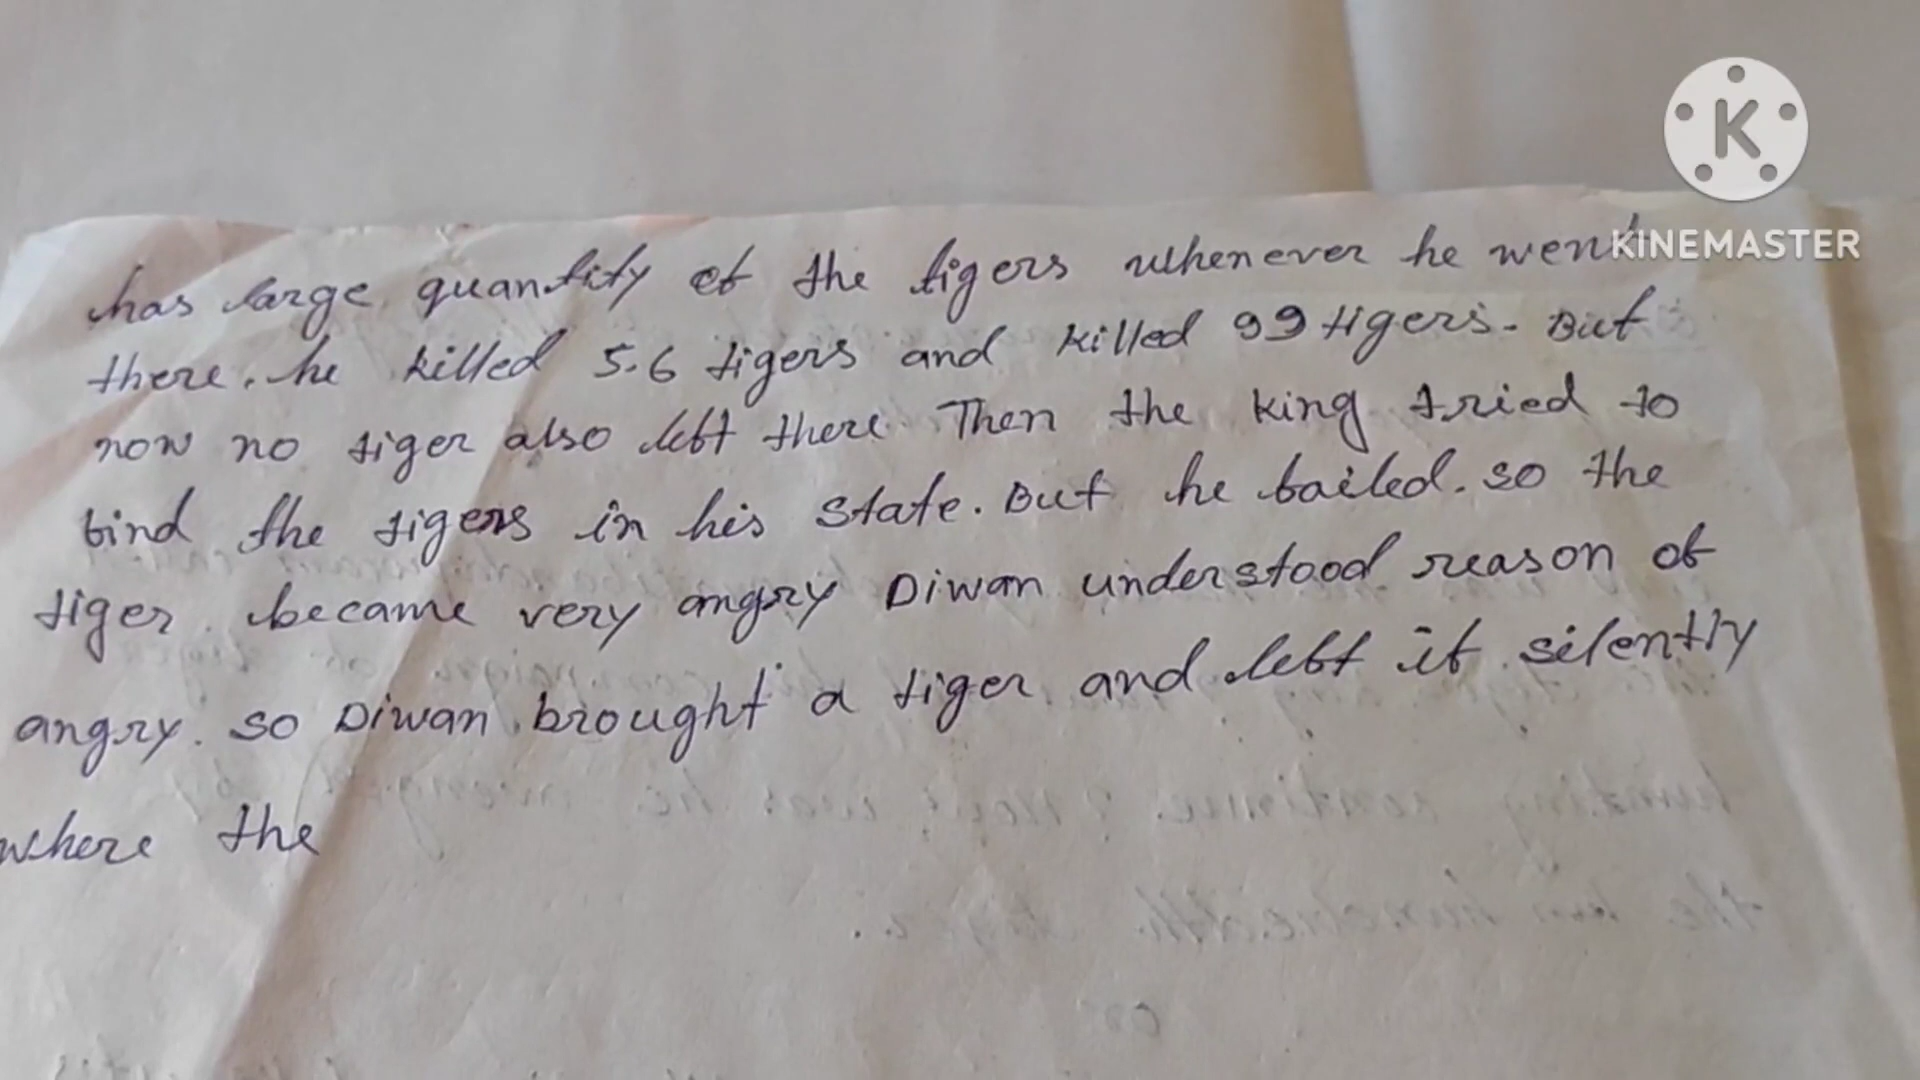 K
KINEMASTER
has large quantity of the tigers whenever he went
there. he killed 5.6 tigers and killed 99 tigers. But
now no tiger also left there Then the king tried to
find the tigers in his state. But he failed. so the
tiger became very angry Diwan understood reason of
angry. so Diwan brought a tiger and left it silently
where the